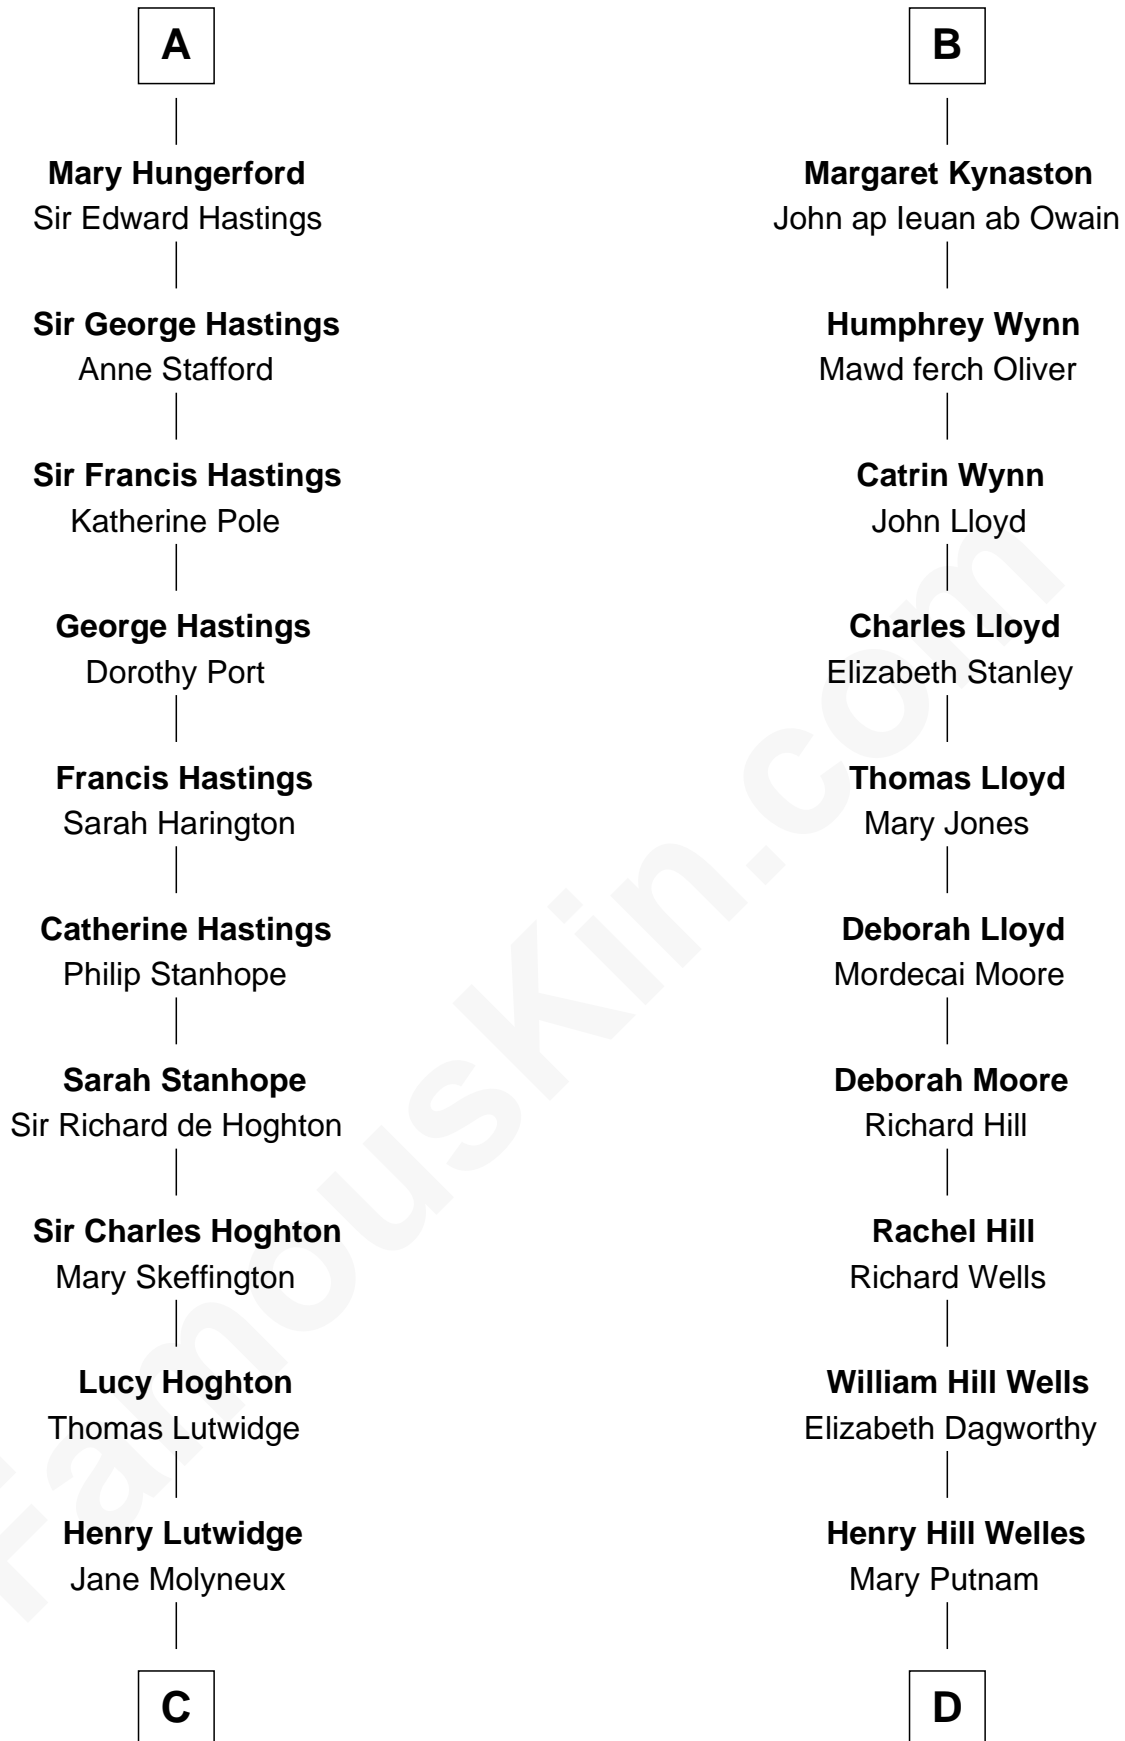 A
Mary Hungerford
Sir Edward Hastings
Sir George Hastings
Anne Stafford
Sir Francis Hastings
Katherine Pole
George Hastings
Dorothy Port
Francis Hastings
Sarah Harington
Catherine Hastings
Philip Stanhope
Sarah Stanhope
Sir Richard de Hoghton
Sir Charles Hoghton
Mary Skeffington
Lucy Hoghton
Thomas Lutwidge
Henry Lutwidge
Jane Molyneux
C
B
Margaret Kynaston
John ap Ieuan ab Owain
Humphrey Wynn
Mawd ferch Oliver
Catrin Wynn
John Lloyd
Charles Lloyd
Elizabeth Stanley
Thomas Lloyd
Mary Jones
Deborah Lloyd
Mordecai Moore
Deborah Moore
Richard Hill
Rachel Hill
Richard Wells
William Hill Wells
Elizabeth Dagworthy
Henry Hill Welles
Mary Putnam
D
FamousKin.com